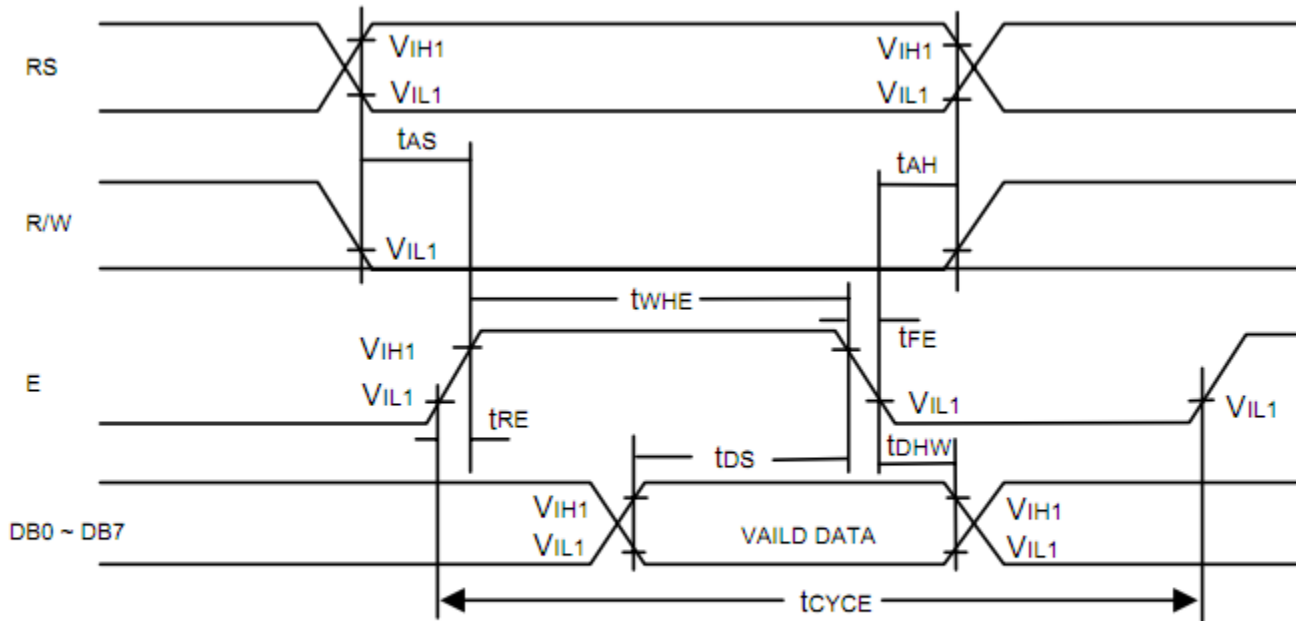 RS
VIH1
VIL1
VIH1
VIL1
tAS
tAH
R/W
VIL1
tWHE
tFE
E
VIH1
VIL1
tRE
VIL1
VIL1
tDS
tDHW
DB0 ~ DB7
VIH1
VIL1
VAILD DATA
VIH1
VIL1
tCYCE